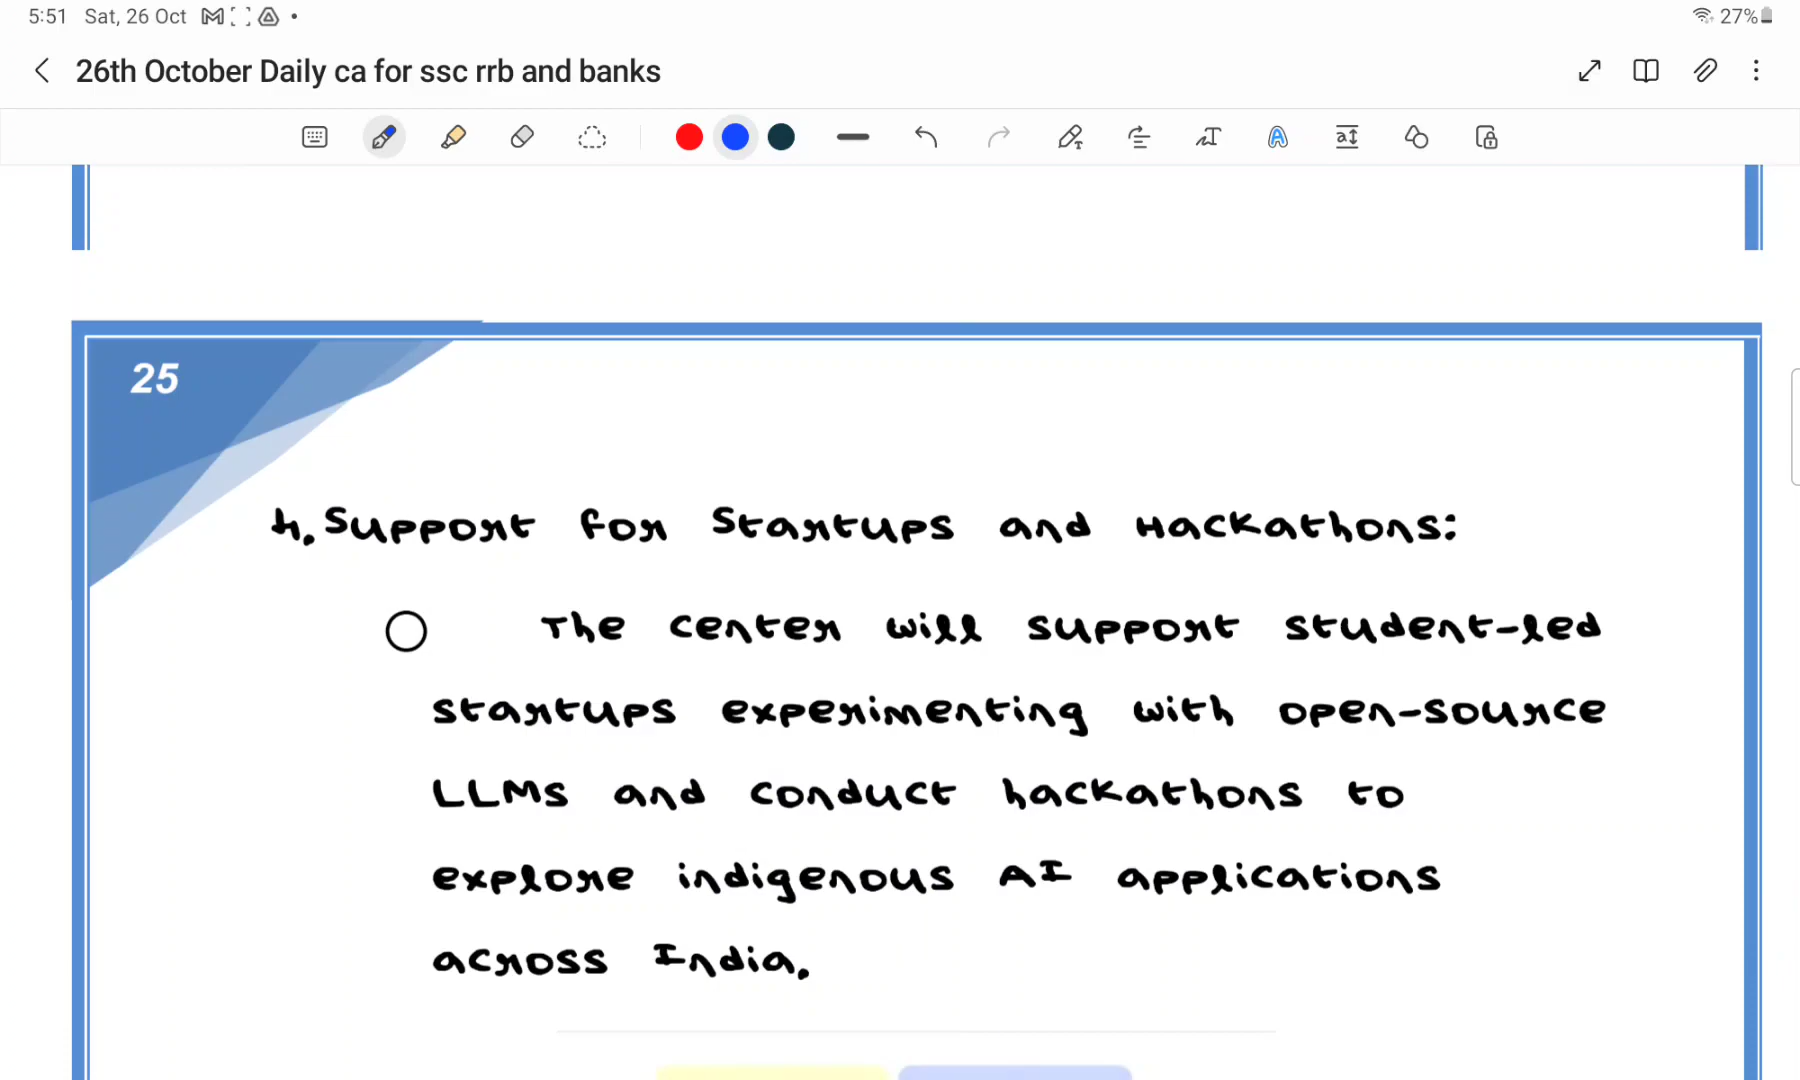 5:51 Sat, 26 Oct 27%
26th October Daily ca for ssc rrb and banks
25
4. Support for Startups and Hackathons:
The center will support student-led
startups experimenting with open-source
LLMs and conduct hackathons to
explore indigenous AI applications
across India.